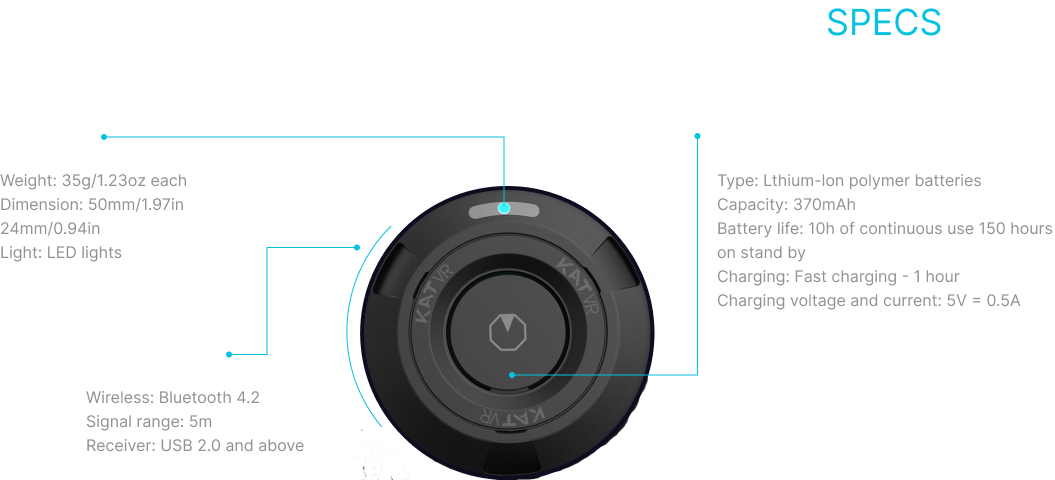 SPECS
Weight: 35g/1.23oz each
Dimension: 50mm/1.97in
24mm/0.94in
Light: LED lights
Type: Lthium-Ion polymer batteries
Capacity: 370mAh
Battery life: 10h of continuous use 150 hours
on stand by
Charging: Fast charging - 1 hour
Charging voltage and current: 5V = 0.5A
KAT VR
KAT VR
KAT VR
Wireless: Bluetooth 4.2
Signal range: 5m
Receiver: USB 2.0 and above